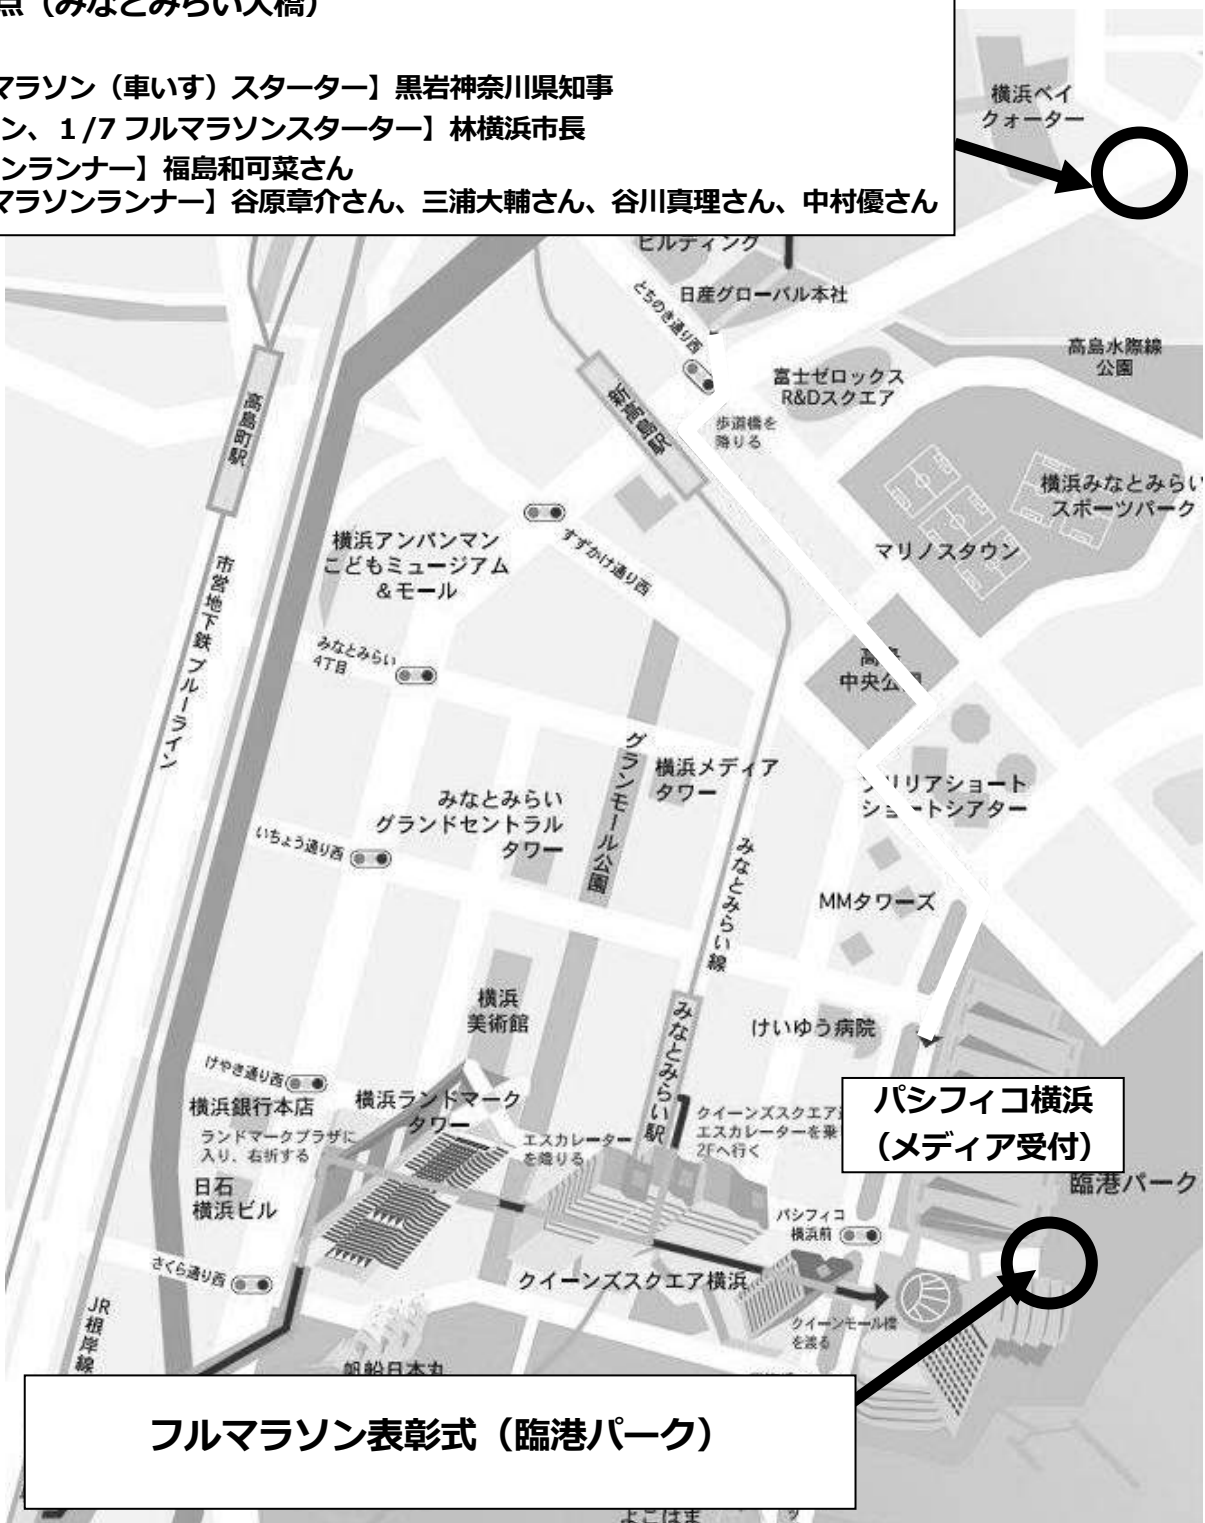 点（みなとみらい大橋）
マラソン（車いす）スターター】黒岩神奈川県知事
ン、１/7 フルマラソンスターター】林横浜市長
ンランナー】福島和可菜さん
マラソンランナー】谷原章介さん、三浦大輔さん、谷川真理さん、中村優さん
横浜ベイ
クォーター
ビルディング
日産グローバル本社
とちのき通り西
高島水際線
公園
富士ゼロックス
R&Dスクエア
新高島駅
歩道橋を
降りる
高島町駅
横浜みなとみらい
スポーツパーク
マリノスタウン
横浜アンパンマン
こどもミュージアム
&モール
すずかけ通り西
市営地下鉄ブルーライン
みなとみらい
4丁目
高島
中央公園
グランモール公園
横浜メディア
タワー
リリアショート
ショートシアター
みなとみらい
グランドセントラル
タワー
いちょう通り西
みなとみらい線
MMタワーズ
横浜
美術館
みなとみらい駅
けいゆう病院
けやき通り西
横浜銀行本店
横浜ランドマーク
タワー
ランドマークプラザに
入り、右折する
エスカレーター
を降りる
クイーンズスクエア
エスカレーターを乗
2Fへ行く
パシフィコ横浜
（メディア受付）
臨港パーク
日石
横浜ビル
パシフィコ
横浜前
さくら通り西
クイーンズスクエア横浜
クイーンモール橋
を渡る
JR根岸線
帆船日本丸
フルマラソン表彰式（臨港パーク）
よこはま